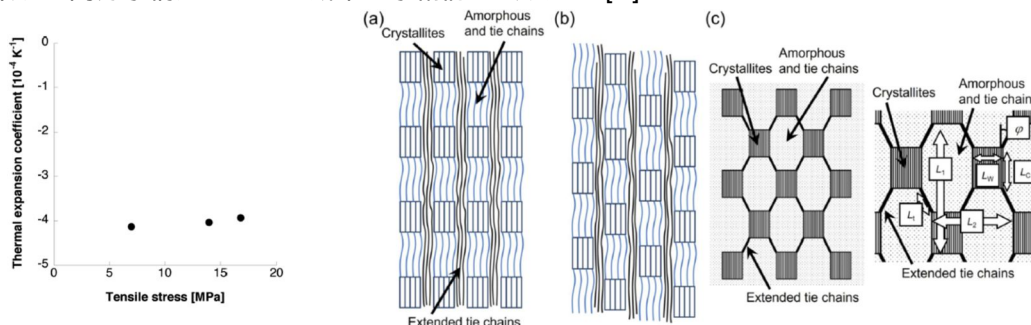 Thermal expansion coefficient [10⁻⁴ K⁻¹]
0
-1
-2
-3
-4
-5
0
5
10
15
20
Tensile stress [MPa]
(a)
Crystallites
Amorphous
and tie chains
Extended tie chains
(b)
(c)
Crystallites
Amorphous
and tie chains
Extended tie chains
Crystallites
Amorphous
and tie chain
φ
L₁
L_W
L_C
L_t
L₂
Extended tie chains